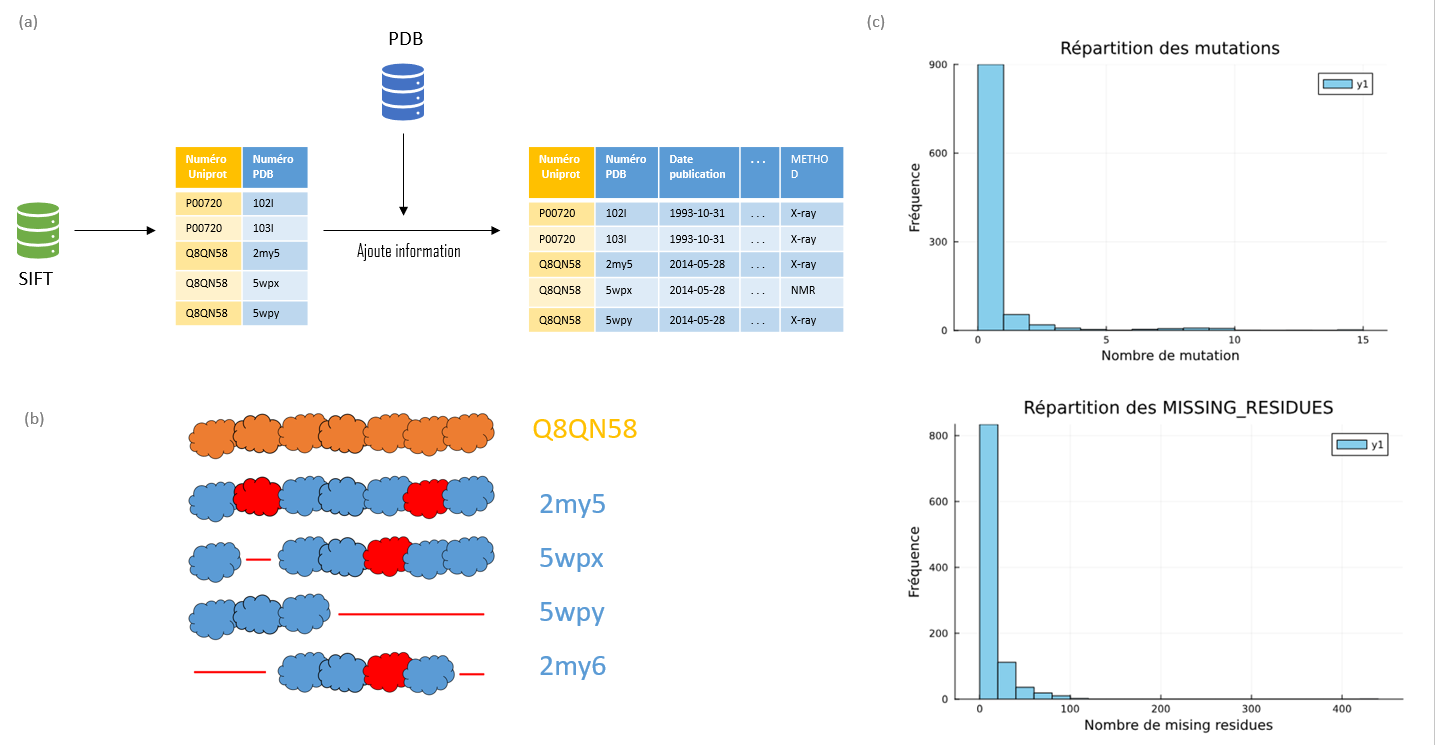 (a)
PDB
SIFT
Numéro Uniprot
Numéro PDB
P00720 102l
P00720 103l
Q8QN58 2my5
Q8QN58 5wpx
Q8QN58 5wpy
Ajoute information
Numéro Uniprot
Numéro PDB
Date publication
. . .
METHO
D
P00720 102l 1993-10-31 . . . X-ray
P00720 103l 1993-10-31 . . . X-ray
Q8QN58 2my5 2014-05-28 . . . X-ray
Q8QN58 5wpx 2014-05-28 . . . NMR
Q8QN58 5wpy 2014-05-28 . . . X-ray
(b)
Q8QN58
2my5
5wpx
5wpy
2my6
(c)
Répartition des mutations
y1
Fréquence
900
600
300
0
0 5 10 15
Nombre de mutation
Répartition des MISSING_RESIDUES
y1
Fréquence
800
600
400
200
0
0 100 200 300 400
Nombre de mising residues